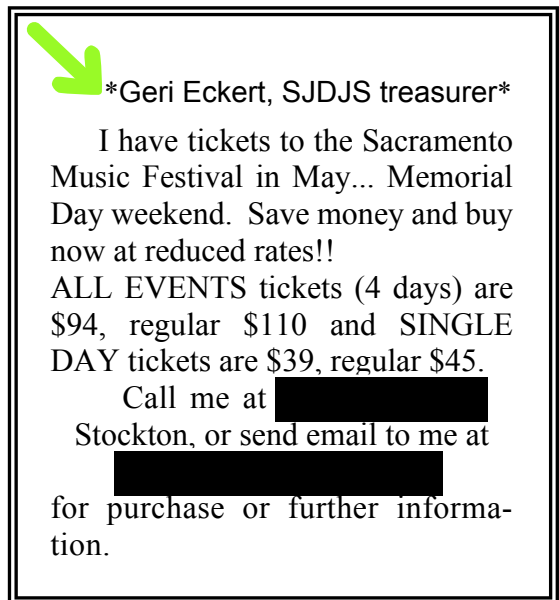 *Geri Eckert, SJDJS treasurer*
I have tickets to the Sacramento
Music Festival in May... Memorial
Day weekend. Save money and buy
now at reduced rates!!
ALL EVENTS tickets (4 days) are
$94, regular $110 and SINGLE
DAY tickets are $39, regular $45.
Call me at
Stockton, or send email to me at
for purchase or further informa-
tion.